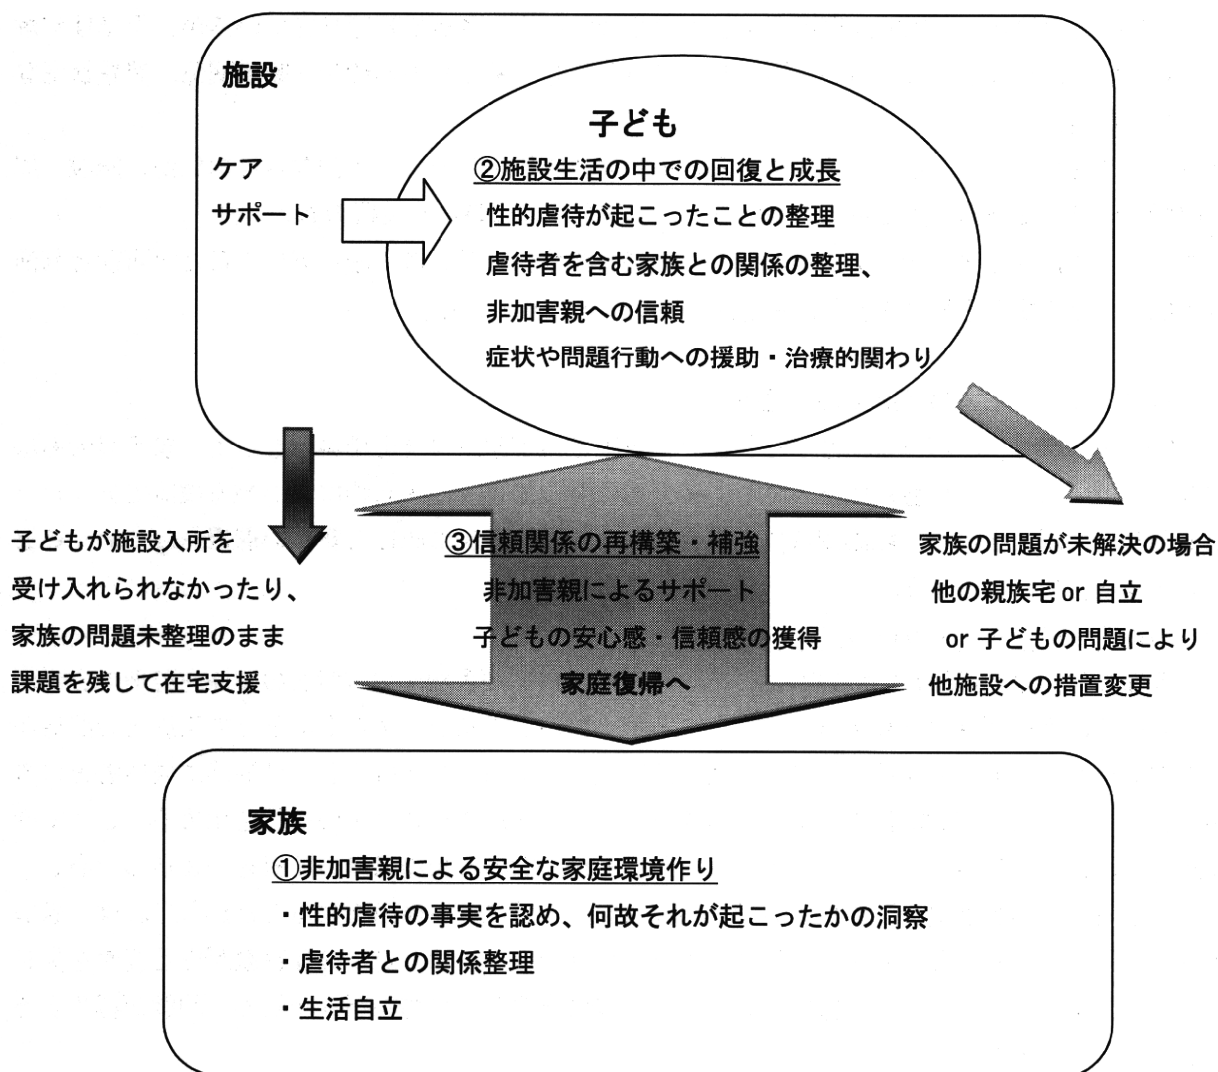 施設
子ども
ケア
サポート
②施設生活の中での回復と成長
性的虐待が起こったことの整理
虐待者を含む家族との関係の整理、
非加害親への信頼
症状や問題行動への援助・治療的関わり
子どもが施設入所を
受け入れられなかったり、
家族の問題未整理のまま
課題を残して在宅支援
③信頼関係の再構築・補強
非加害親によるサポート
子どもの安心感・信頼感の獲得
家庭復帰へ
家族の問題が未解決の場合
他の親族宅 or 自立
or 子どもの問題により
他施設への措置変更
家族
①非加害親による安全な家庭環境作り
・性的虐待の事実を認め、何故それが起こったかの洞察
・虐待者との関係整理
・生活自立